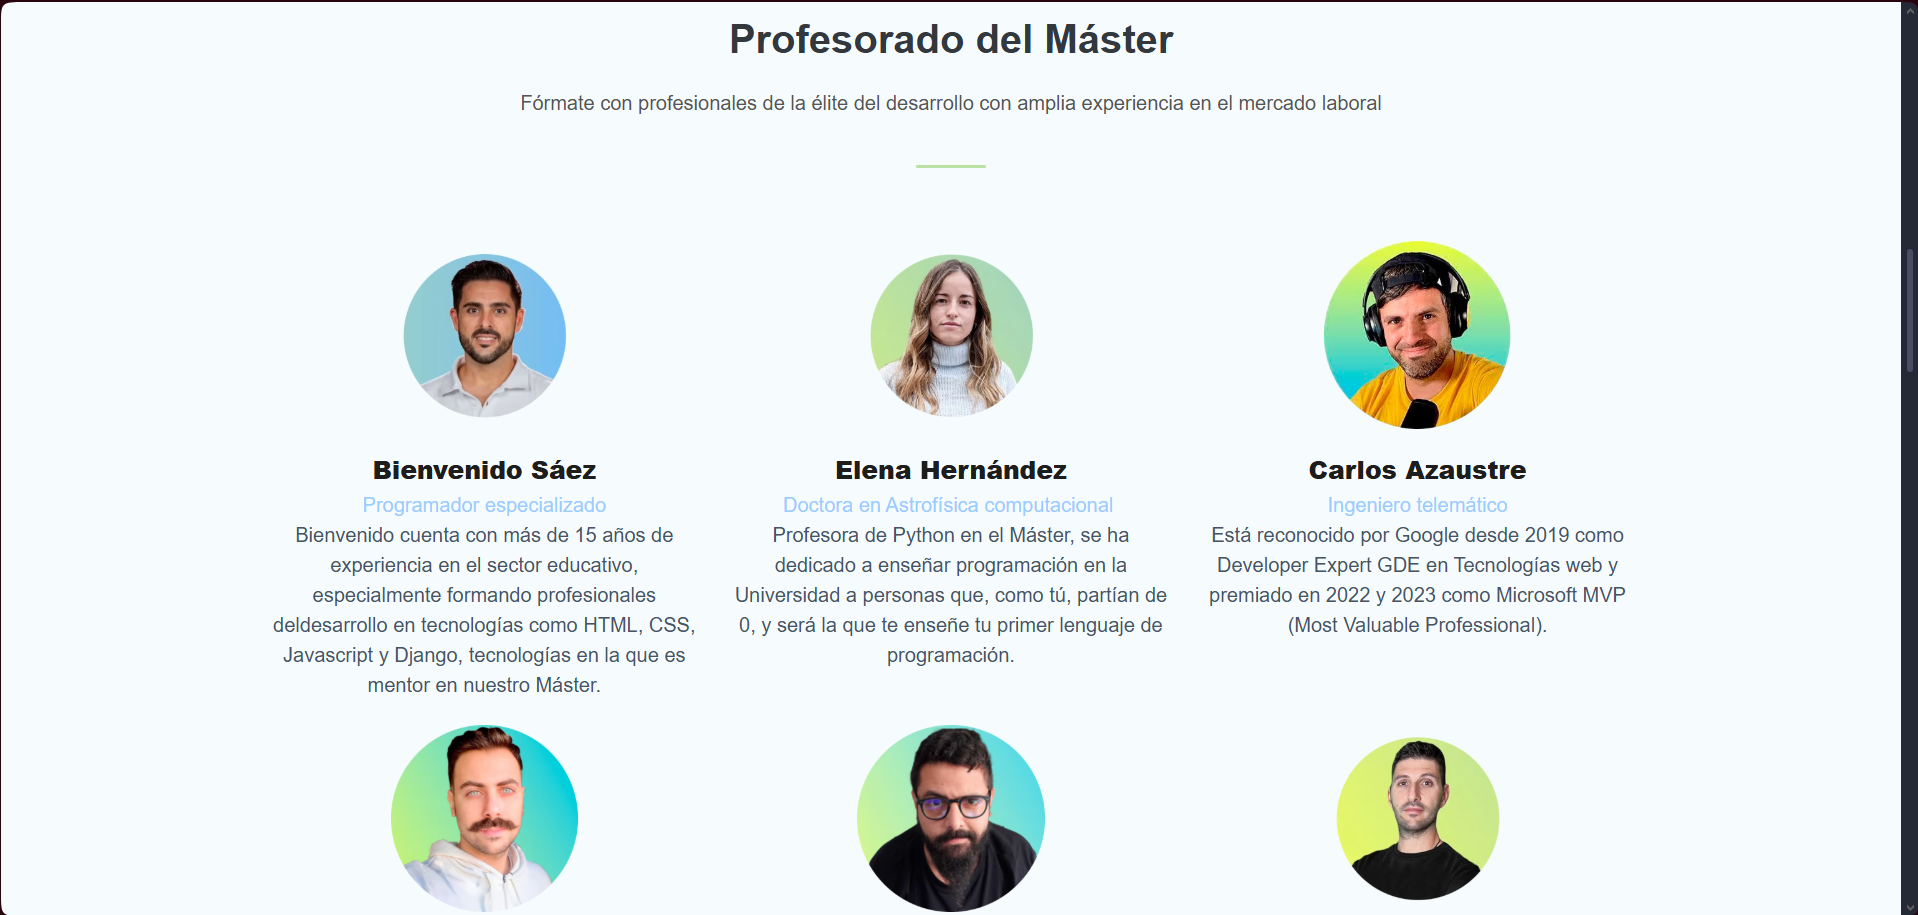 Profesorado del Máster
Fórmate con profesionales de la élite del desarrollo con amplia experiencia en el mercado laboral
Bienvenido Sáez
Programador especializado
Bienvenido cuenta con más de 15 años de
experiencia en el sector educativo,
especialmente formando profesionales
deldesarrollo en tecnologías como HTML, CSS,
Javascript y Django, tecnologías en la que es
mentor en nuestro Máster.
Elena Hernández
Doctora en Astrofísica computacional
Profesora de Python en el Máster, se ha
dedicado a enseñar programación en la
Universidad a personas que, como tú, partían de
0, y será la que te enseñe tu primer lenguaje de
programación.
Carlos Azaustre
Ingeniero telemático
Está reconocido por Google desde 2019 como
Developer Expert GDE en Tecnologías web y
premiado en 2022 y 2023 como Microsoft MVP
(Most Valuable Professional).